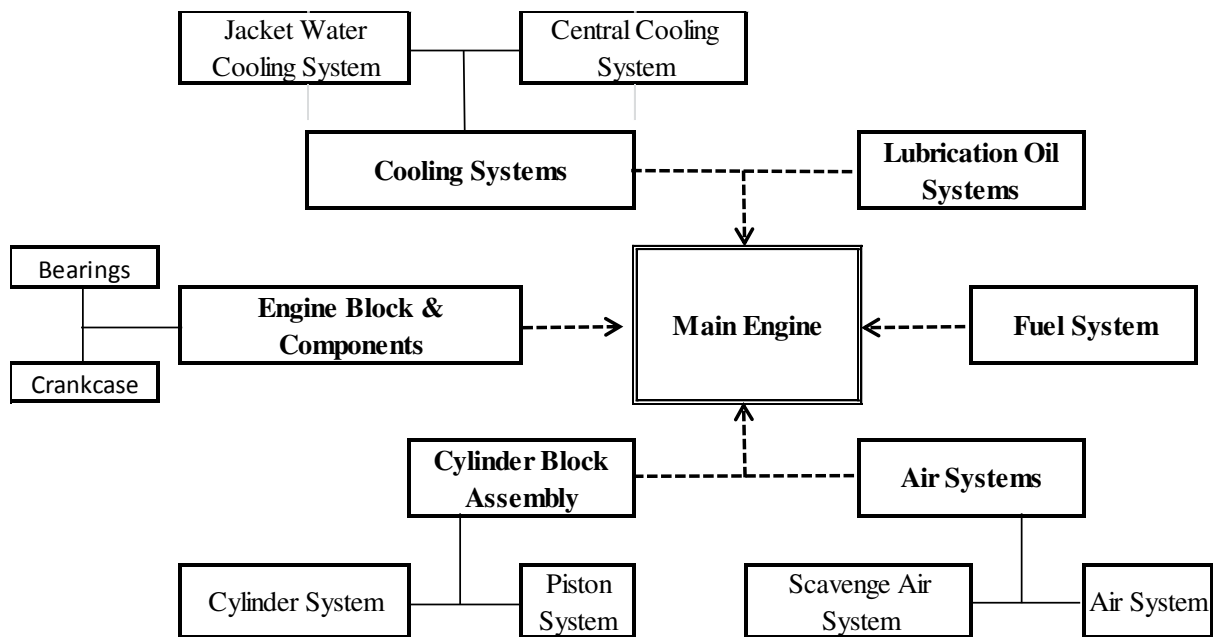 Jacket Water
Cooling System
Central Cooling
System
Cooling Systems
Lubrication Oil
Systems
Bearings
Engine Block &
Components
Crankcase
Main Engine
Fuel System
Cylinder Block
Assembly
Air Systems
Cylinder System
Piston
System
Scavenge Air
System
Air System